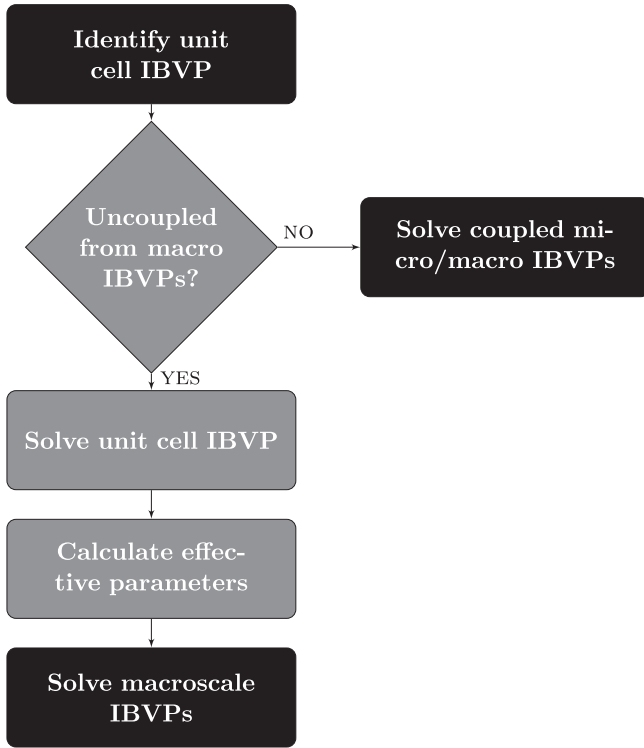 Identify unit
cell IBVP
Uncoupled
from macro
IBVPs?
NO
Solve coupled mi-
cro/macro IBVPs
YES
Solve unit cell IBVP
Calculate effec-
tive parameters
Solve macroscale
IBVPs